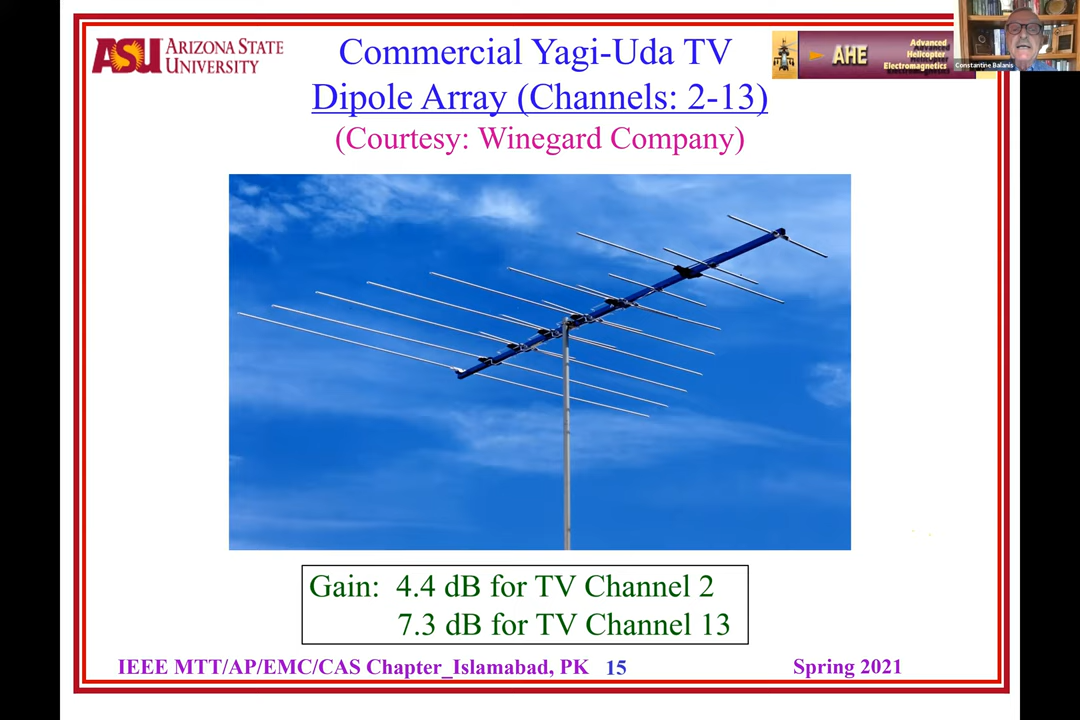 ASU ARIZONA STATE
UNIVERSITY
Commercial Yagi-Uda TV
Dipole Array (Channels: 2-13)
(Courtesy: Winegard Company)
AHE
Advanced
Helicopter
Electromagnetics
Constantine Balanis
Gain: 4.4 dB for TV Channel 2
7.3 dB for TV Channel 13
IEEE MTT/AP/EMC/CAS Chapter_Islamabad, PK 15 Spring 2021